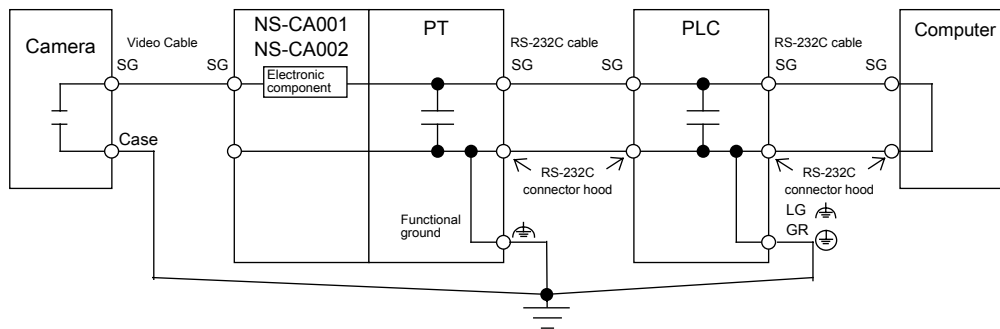 NS-CA001
NS-CA002
Camera
PT
PLC
Computer
Video Cable
RS-232C cable
RS-232C cable
SG
SG
SG
SG
SG
SG
Electronic
component
Case
RS-232C
connector hood
RS-232C
connector hood
Functional
ground
LG
GR